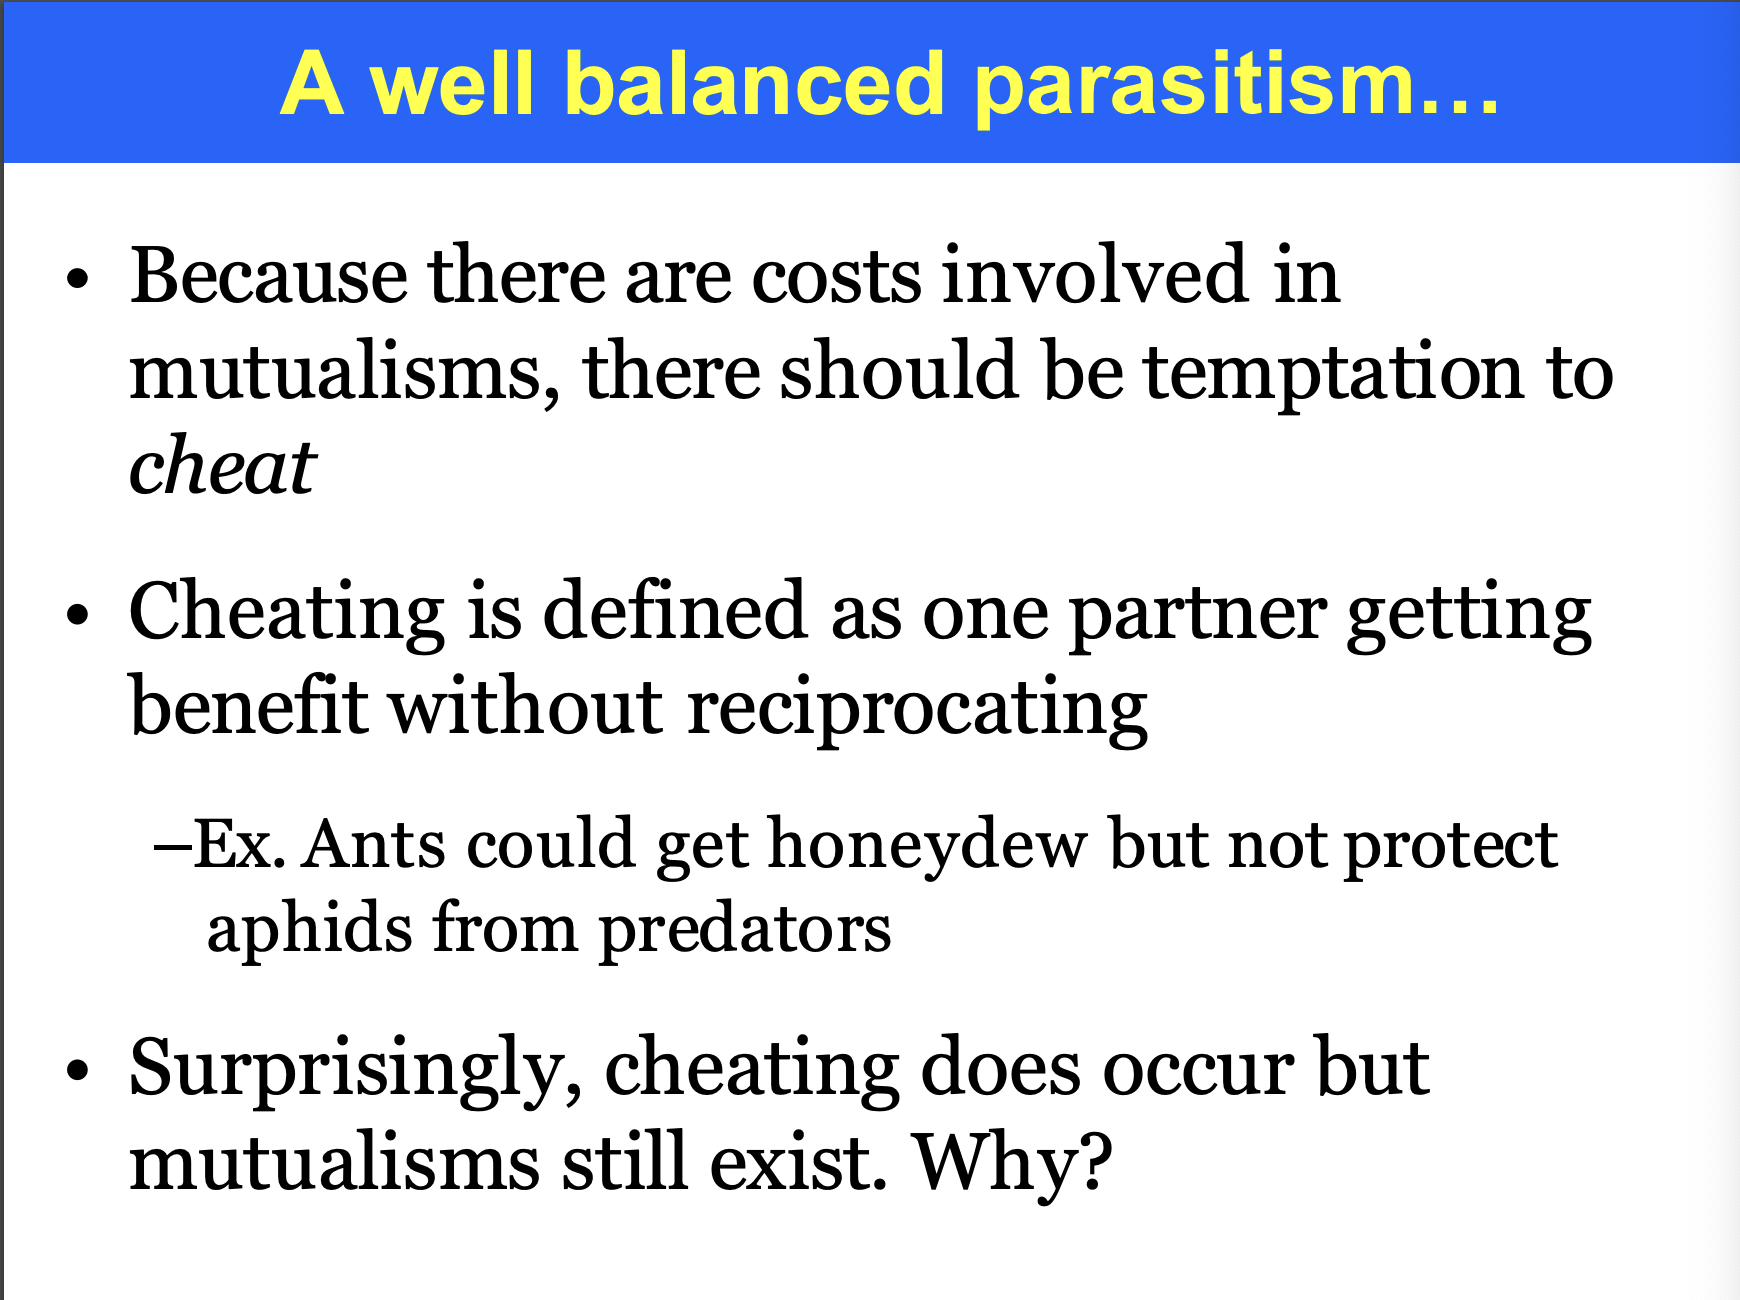 A well balanced parasitism…
• Because there are costs involved in
mutualisms, there should be temptation to
cheat
• Cheating is defined as one partner getting
benefit without reciprocating
–Ex. Ants could get honeydew but not protect
aphids from predators
• Surprisingly, cheating does occur but
mutualisms still exist. Why?